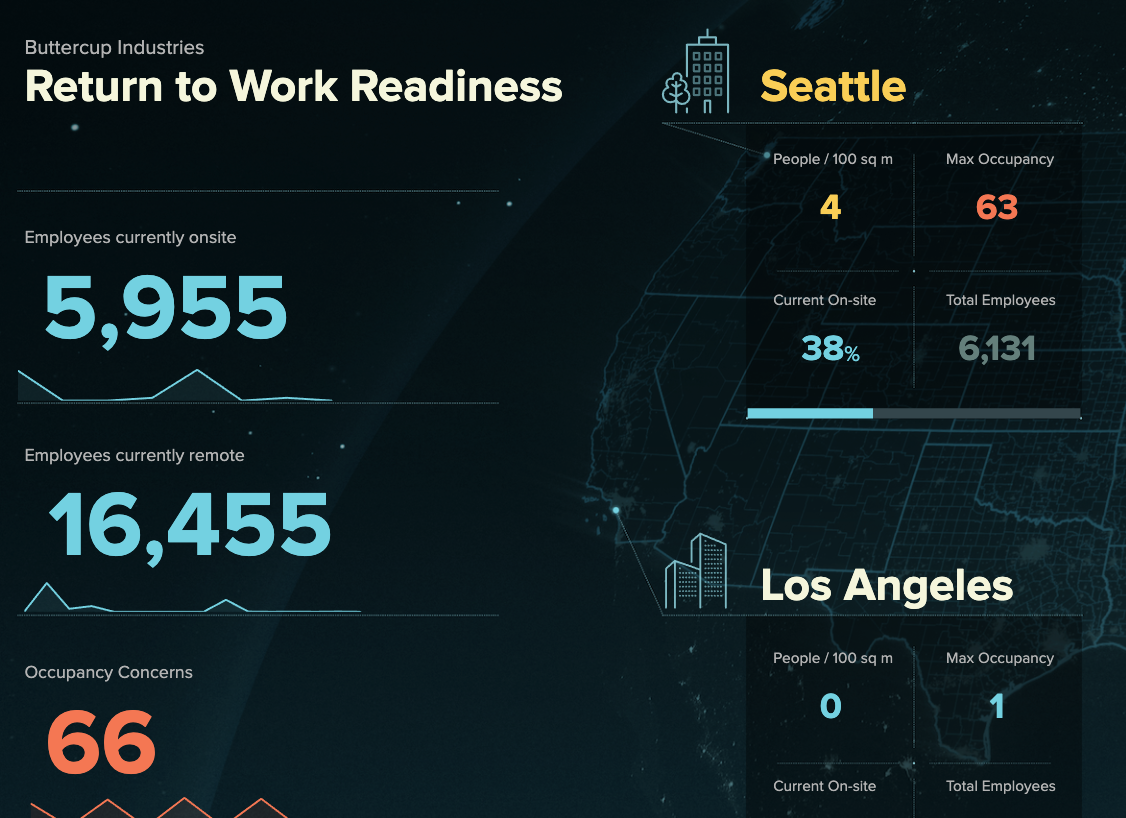 Buttercup Industries
Return to Work Readiness
Employees currently onsite
5,955
Employees currently remote
16,455
Occupancy Concerns
66
Seattle
People / 100 sq m
Max Occupancy
4
63
Current On-site
Total Employees
38%
6,131
Los Angeles
People / 100 sq m
Max Occupancy
0
1
Current On-site
Total Employees